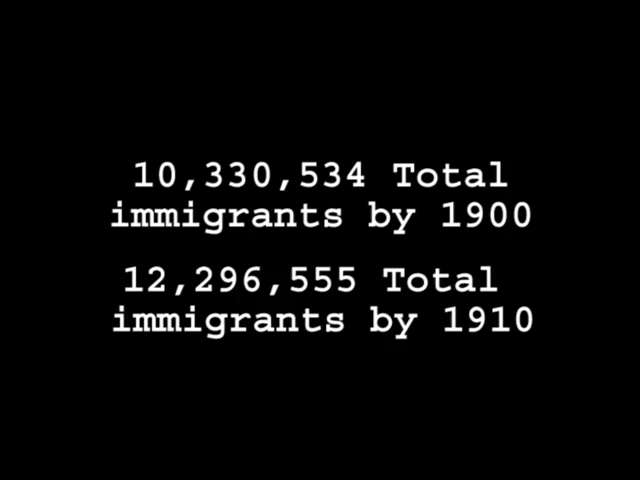 10,330,534 Total
immigrants by 1900
12,296,555 Total
immigrants by 1910